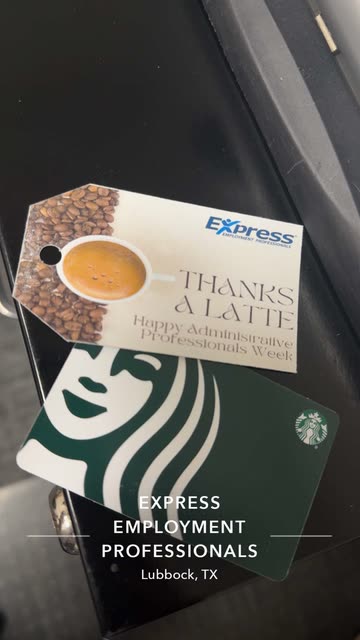 Express
EMPLOYMENT PROFESSIONALS
THANKS
A LATTE
Happy Administrative
Professionals Week
EXPRESS
EMPLOYMENT
PROFESSIONALS
Lubbock, TX